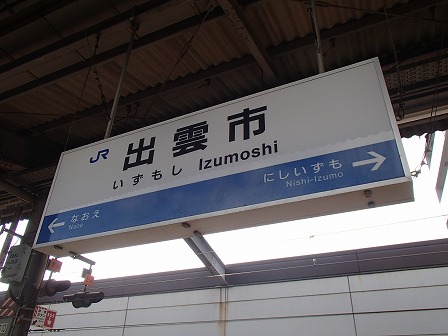 JR 出雲市
いずもし Izumoshi
にしいずも →
Nishi-Izumo
← なおえ
Naoe